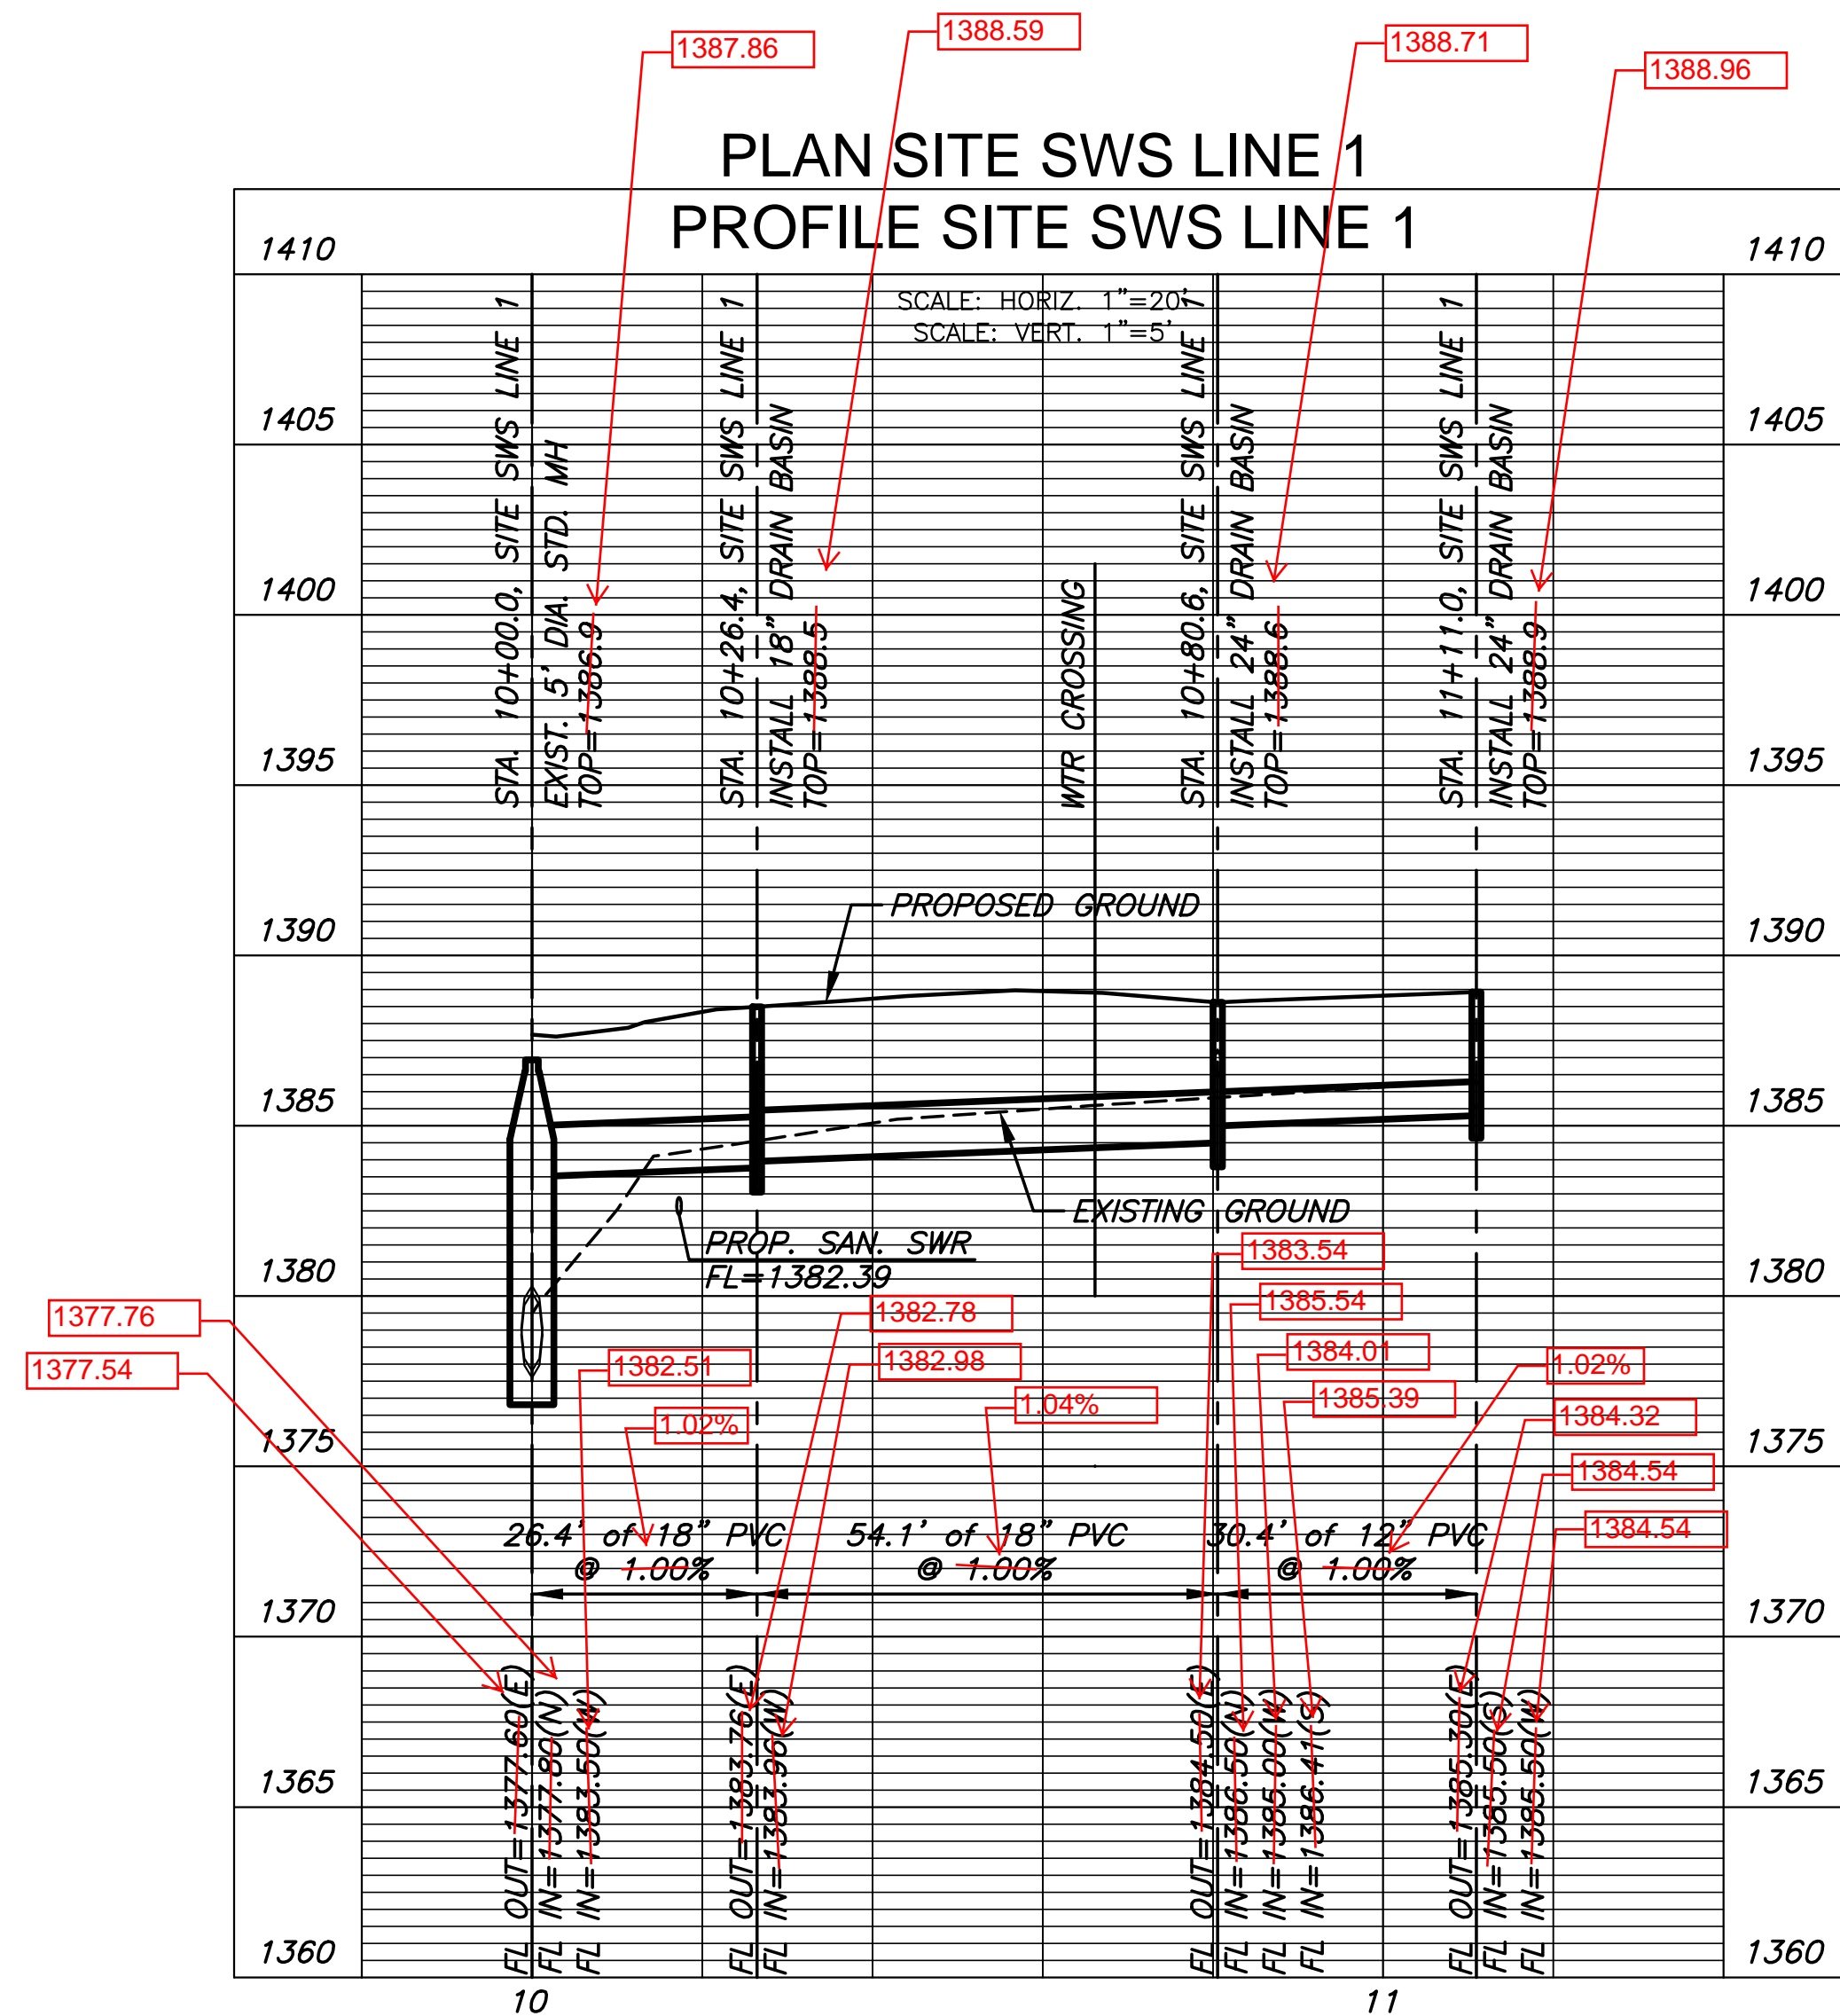 1387.86
1388.59
1388.71
1388.96
PLAN SITE SWS LINE 1
PROFILE SITE SWS LINE 1
SCALE: HORIZ. 1"=20'
SCALE: VERT. 1"=5'
1410
1410
1405
1405
1400
1400
1395
1395
1390
1390
1385
1385
1380
1380
1375
1375
1370
1370
1365
1365
1360
1360
STA. 10+00.0, SITE SWS LINE 1
EXIST. 5' DIA. STD. MH
TOP=1386.9
STA. 10+26.4, SITE SWS LINE 1
INSTALL 18" DRAIN BASIN
TOP=1388.5
WTR CROSSING
STA. 10+80.6, SITE SWS LINE 1
INSTALL 24" DRAIN BASIN
TOP=1388.6
STA. 11+11.0, SITE SWS LINE 1
INSTALL 24" DRAIN BASIN
TOP=1388.9
PROPOSED GROUND
EXISTING GROUND
PROP. SAN. SWR
FL=1382.39
1383.54
1385.54
1384.01
1385.39
1377.76
1377.54
1382.51
1.02%
1382.78
1382.98
1.04%
1.02%
1384.32
1384.54
1384.54
26.4' of 18" PVC
@ 1.00%
54.1' of 18" PVC
@ 1.00%
30.4' of 12" PVC
@ 1.00%
FL OUT=1377.60(E)
FL IN=1377.80(N)
FL IN=1383.50(W)
FL OUT=1383.76(E)
FL IN=1383.96(W)
FL OUT=1384.50(E)
FL IN=1386.50(N)
FL IN=1385.00(W)
FL IN=1386.41(S)
FL OUT=1385.30(E)
FL IN=1385.50(S)
FL IN=1385.50(W)
10
11